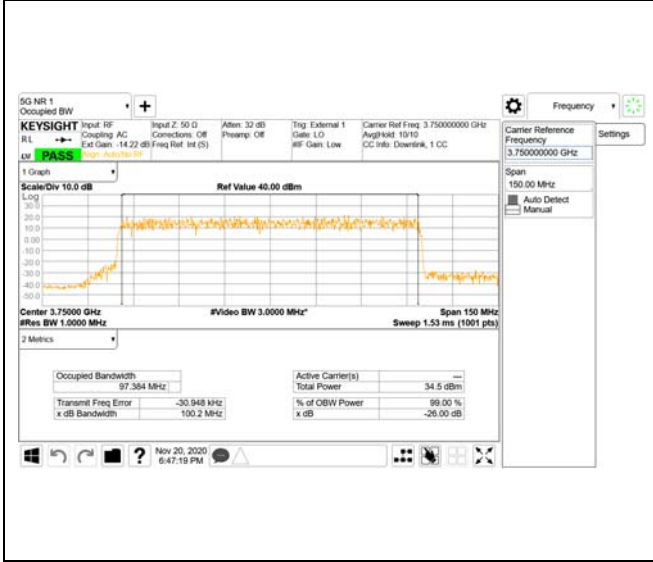 5G NR 1
Occupied BW
Frequency
KEYSIGHT Input: RF Input Z: 50 Ω Atten: 32 dB Trig: External 1 Carrier Ref Freq: 3.750000000 GHz
RL Coupling: AC Corrections: Off Preamp: Off Gate: LO Avg|Hold: 10/10
Ext Gain: -14.22 dB Freq Ref: Int (S) #IF Gain: Low CC Info: Downlink, 1 CC
PASS Align: Auto/No RF
Carrier Reference
Frequency
3.750000000 GHz
Settings
Span
150.00 MHz
Auto Detect
Manual
1 Graph
Scale/Div 10.0 dB Ref Value 40.00 dBm
Log
30.0
20.0
10.0
0.00
-10.0
-20.0
-30.0
-40.0
-50.0
Center 3.75000 GHz #Video BW 3.0000 MHz* Span 150 MHz
#Res BW 1.0000 MHz Sweep 1.53 ms (1001 pts)
2 Metrics
Occupied Bandwidth Active Carrier(s) ---
97.384 MHz Total Power 34.5 dBm
Transmit Freq Error -30.948 kHz % of OBW Power 99.00 %
x dB Bandwidth 100.2 MHz x dB -26.00 dB
? Nov 20, 2020
6:47:19 PM